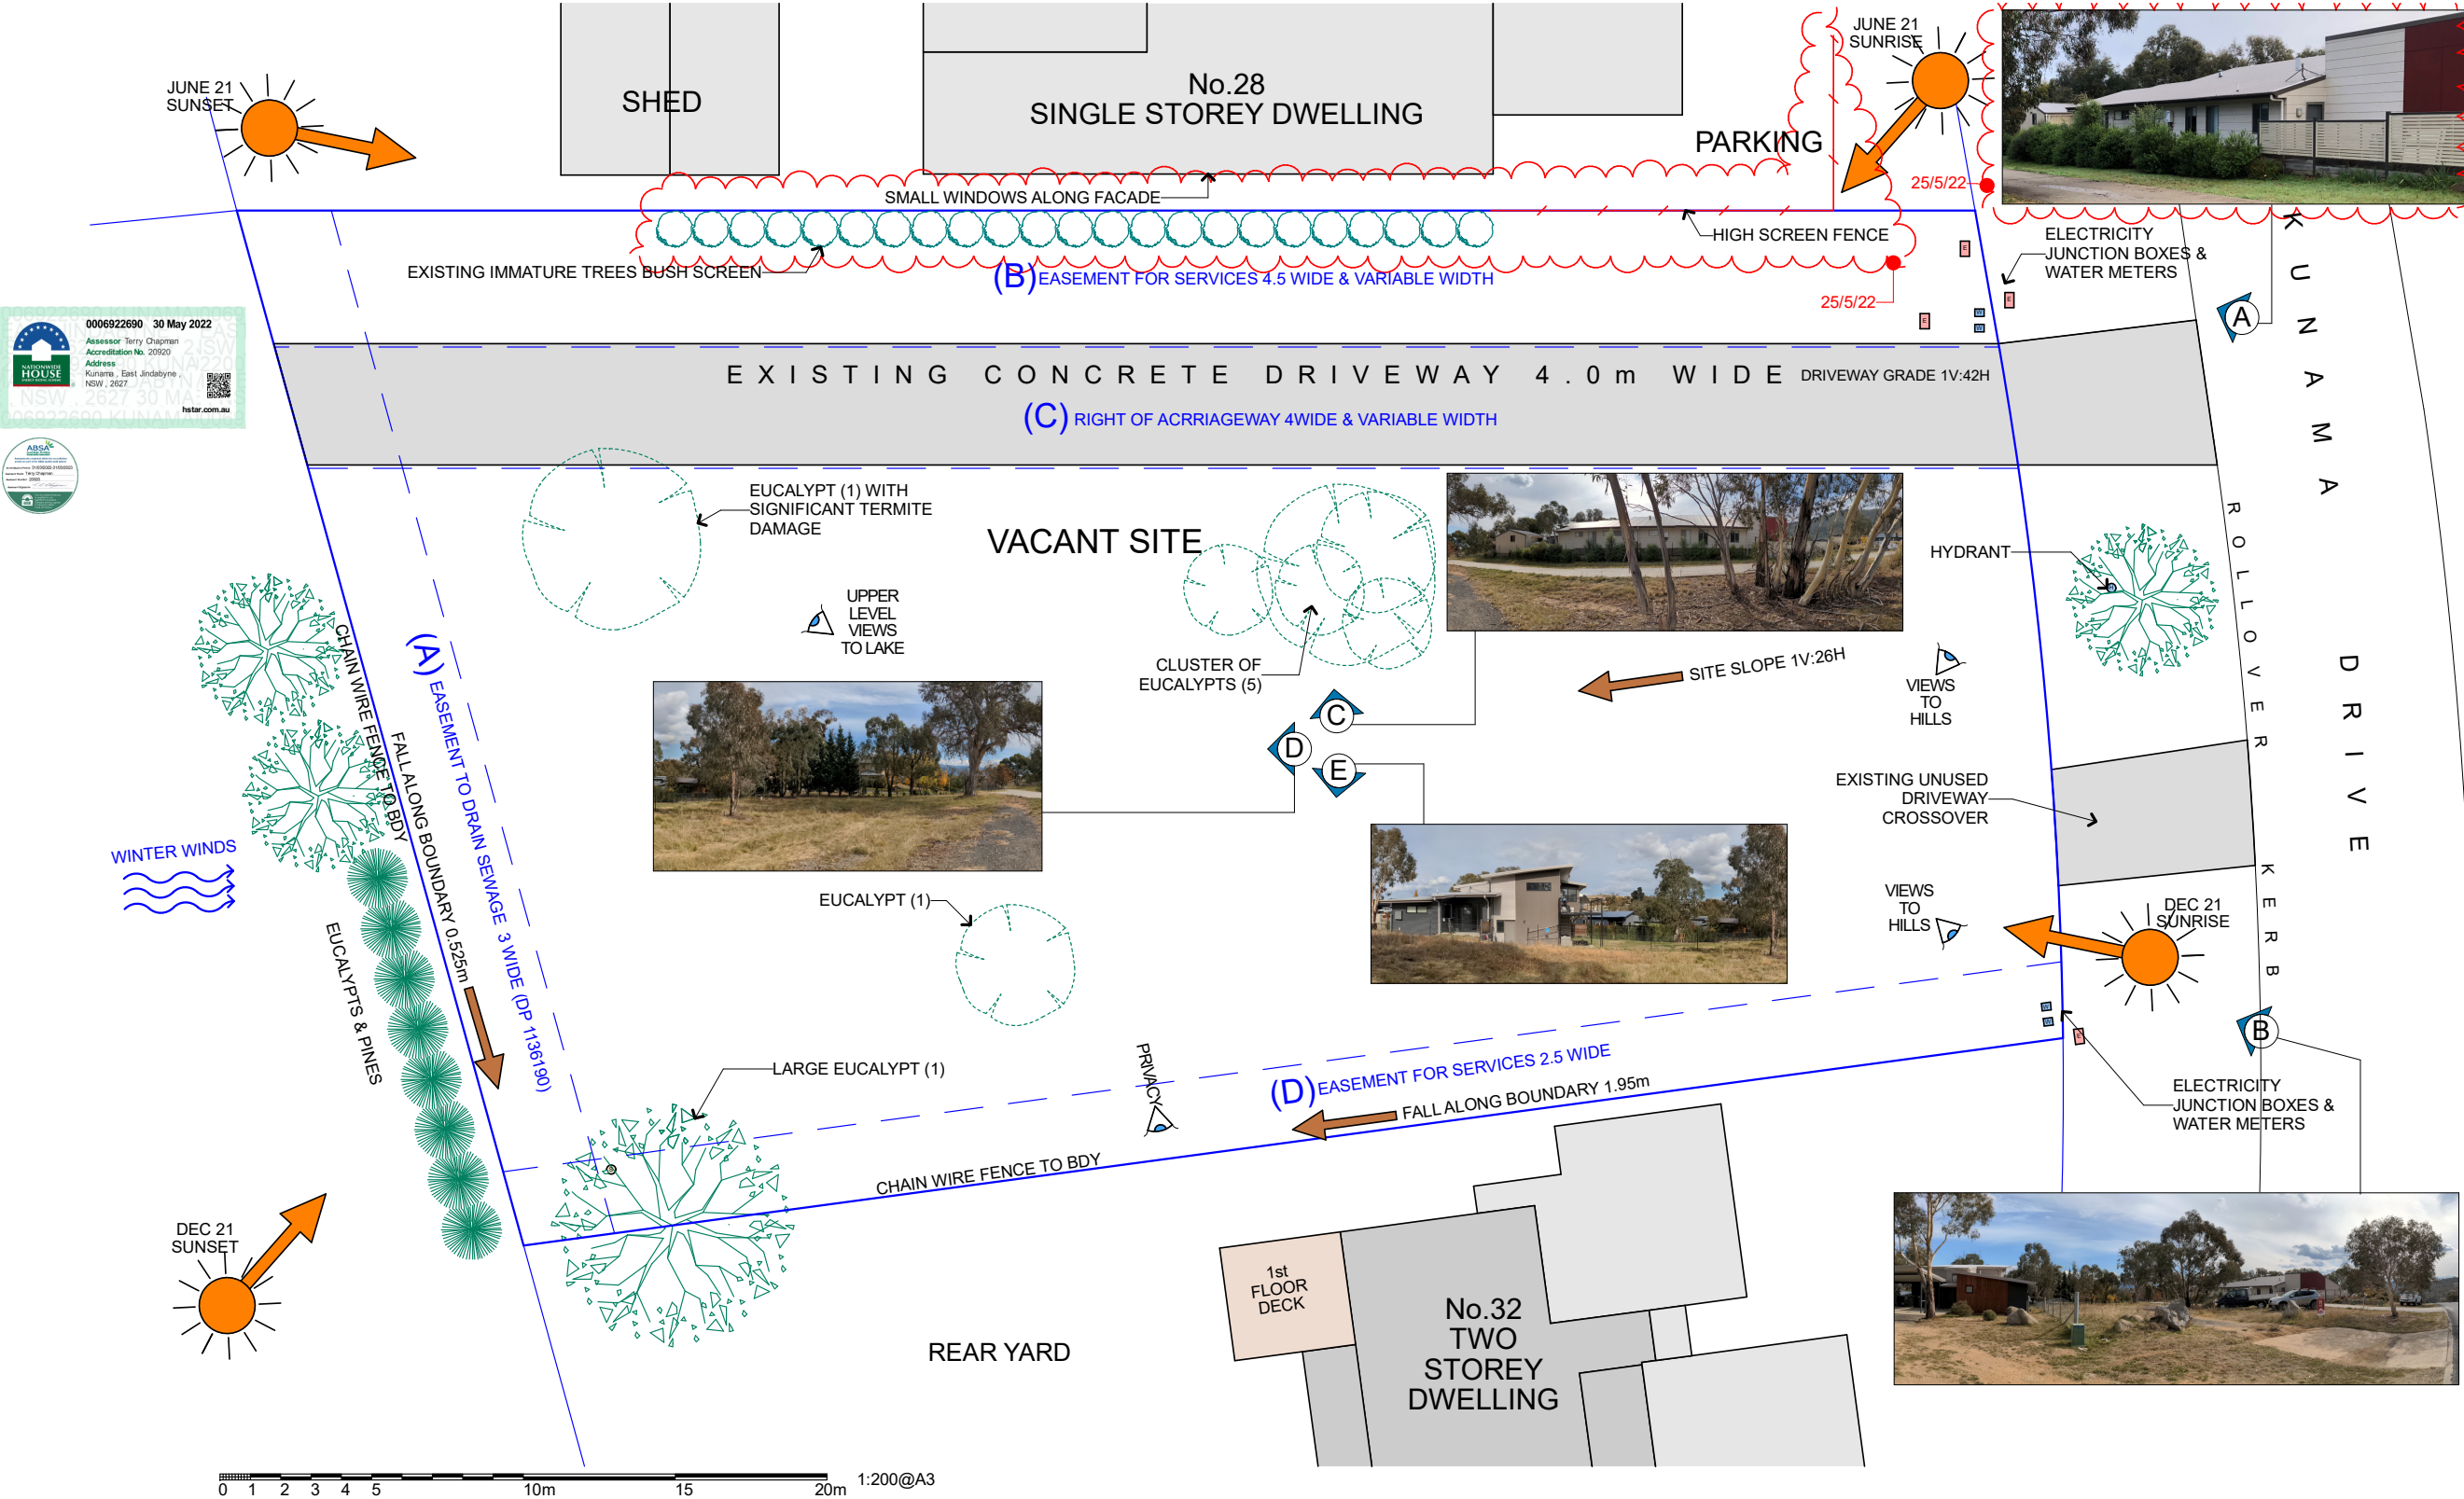 JUNE 21
SUNSET
SHED
No.28
SINGLE STOREY DWELLING
PARKING
JUNE 21
SUNRISE
25/5/22
SMALL WINDOWS ALONG FACADE
HIGH SCREEN FENCE
EXISTING IMMATURE TREES BUSH SCREEN
(B) EASEMENT FOR SERVICES 4.5 WIDE & VARIABLE WIDTH
25/5/22
ELECTRICITY
JUNCTION BOXES &
WATER METERS
A
KUNAMA DRIVE
0006922690 30 May 2022
Assessor Terry Chapman
Accreditation No. 20920
Address
Kunama , East Jindabyne ,
NSW , 2627
NATIONWIDE
HOUSE
hstar.com.au
ABSA
EXISTING CONCRETE DRIVEWAY 4.0m WIDE
DRIVEWAY GRADE 1V:42H
(C) RIGHT OF ACRRIAGEWAY 4WIDE & VARIABLE WIDTH
EUCALYPT (1) WITH
SIGNIFICANT TERMITE
DAMAGE
VACANT SITE
HYDRANT
ROLLOVER KERB
UPPER
LEVEL
VIEWS
TO LAKE
CLUSTER OF
EUCALYPTS (5)
SITE SLOPE 1V:26H
VIEWS
TO
HILLS
C
D
E
CHAIN WIRE FENCE TO BDY
FALL ALONG BOUNDARY 0.525m
(A) EASEMENT TO DRAIN SEWAGE 3 WIDE (DP 1136190)
EXISTING UNUSED
DRIVEWAY
CROSSOVER
WINTER WINDS
EUCALYPT (1)
VIEWS
TO
HILLS
DEC 21
SUNRISE
EUCALYPTS & PINES
B
LARGE EUCALYPT (1)
PRIVACY
(D) EASEMENT FOR SERVICES 2.5 WIDE
FALL ALONG BOUNDARY 1.95m
ELECTRICITY
JUNCTION BOXES &
WATER METERS
CHAIN WIRE FENCE TO BDY
DEC 21
SUNSET
1st
FLOOR
DECK
No.32
TWO
STOREY
DWELLING
REAR YARD
0 1 2 3 4 5 10m 15 20m
1:200@A3